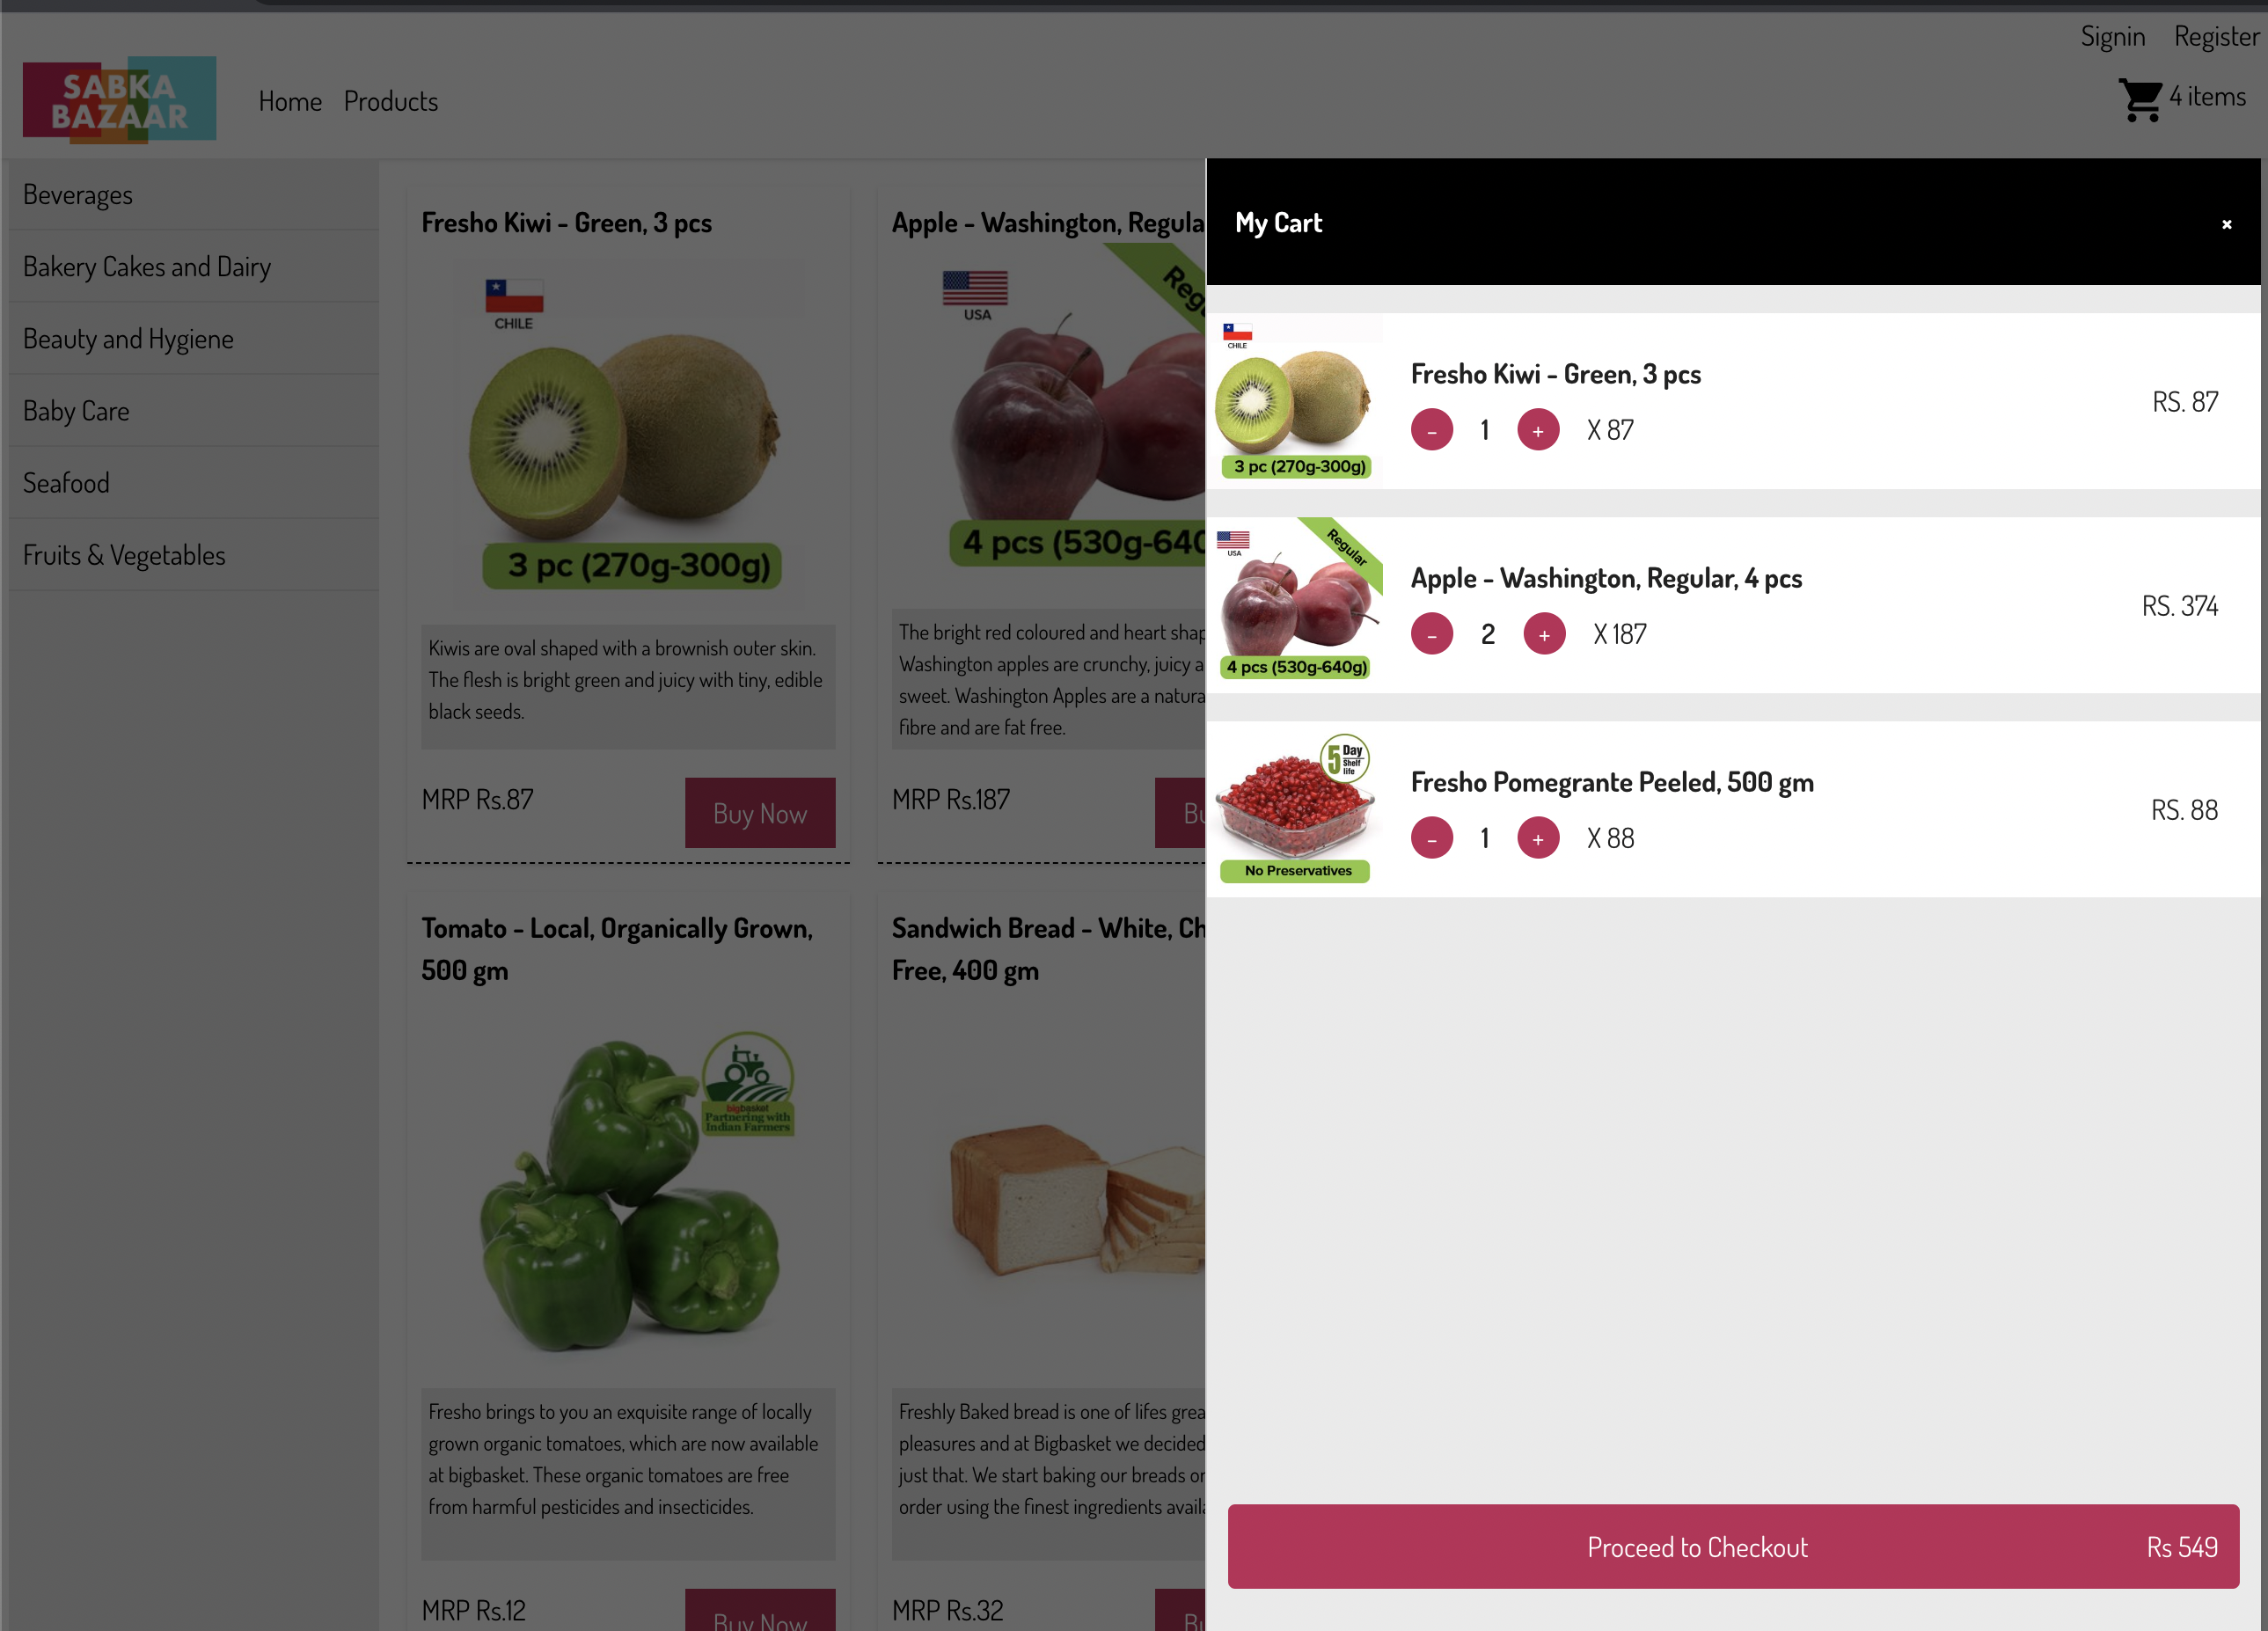 Signin Register
SABKA
BAZAAR
Home Products
4 items
Beverages
Bakery Cakes and Dairy
Beauty and Hygiene
Baby Care
Seafood
Fruits & Vegetables
Fresho Kiwi - Green, 3 pcs
CHILE
3 pc (270g-300g)
Kiwis are oval shaped with a brownish outer skin.
The flesh is bright green and juicy with tiny, edible
black seeds.
MRP Rs.87
Buy Now
Apple - Washington, Regula
USA
Reg
4 pcs (530g-640
The bright red coloured and heart shap
Washington apples are crunchy, juicy a
sweet. Washington Apples are a natura
fibre and are fat free.
MRP Rs.187
Bu
Tomato - Local, Organically Grown,
500 gm
bigbasket
Partnering with
Indian Farmers
Fresho brings to you an exquisite range of locally
grown organic tomatoes, which are now available
at bigbasket. These organic tomatoes are free
from harmful pesticides and insecticides.
MRP Rs.12
Buy Now
Sandwich Bread - White, Ch
Free, 400 gm
Freshly Baked bread is one of lifes grea
pleasures and at Bigbasket we decided
just that. We start baking our breads or
order using the finest ingredients avail
MRP Rs.32
Bu
My Cart ×
CHILE
3 pc (270g-300g)
Fresho Kiwi - Green, 3 pcs
- 1 + X 87
RS. 87
USA
Regular
4 pcs (530g-640g)
Apple - Washington, Regular, 4 pcs
- 2 + X 187
RS. 374
5 Day
Shelf
life
No Preservatives
Fresho Pomegrante Peeled, 500 gm
- 1 + X 88
RS. 88
Proceed to Checkout Rs 549